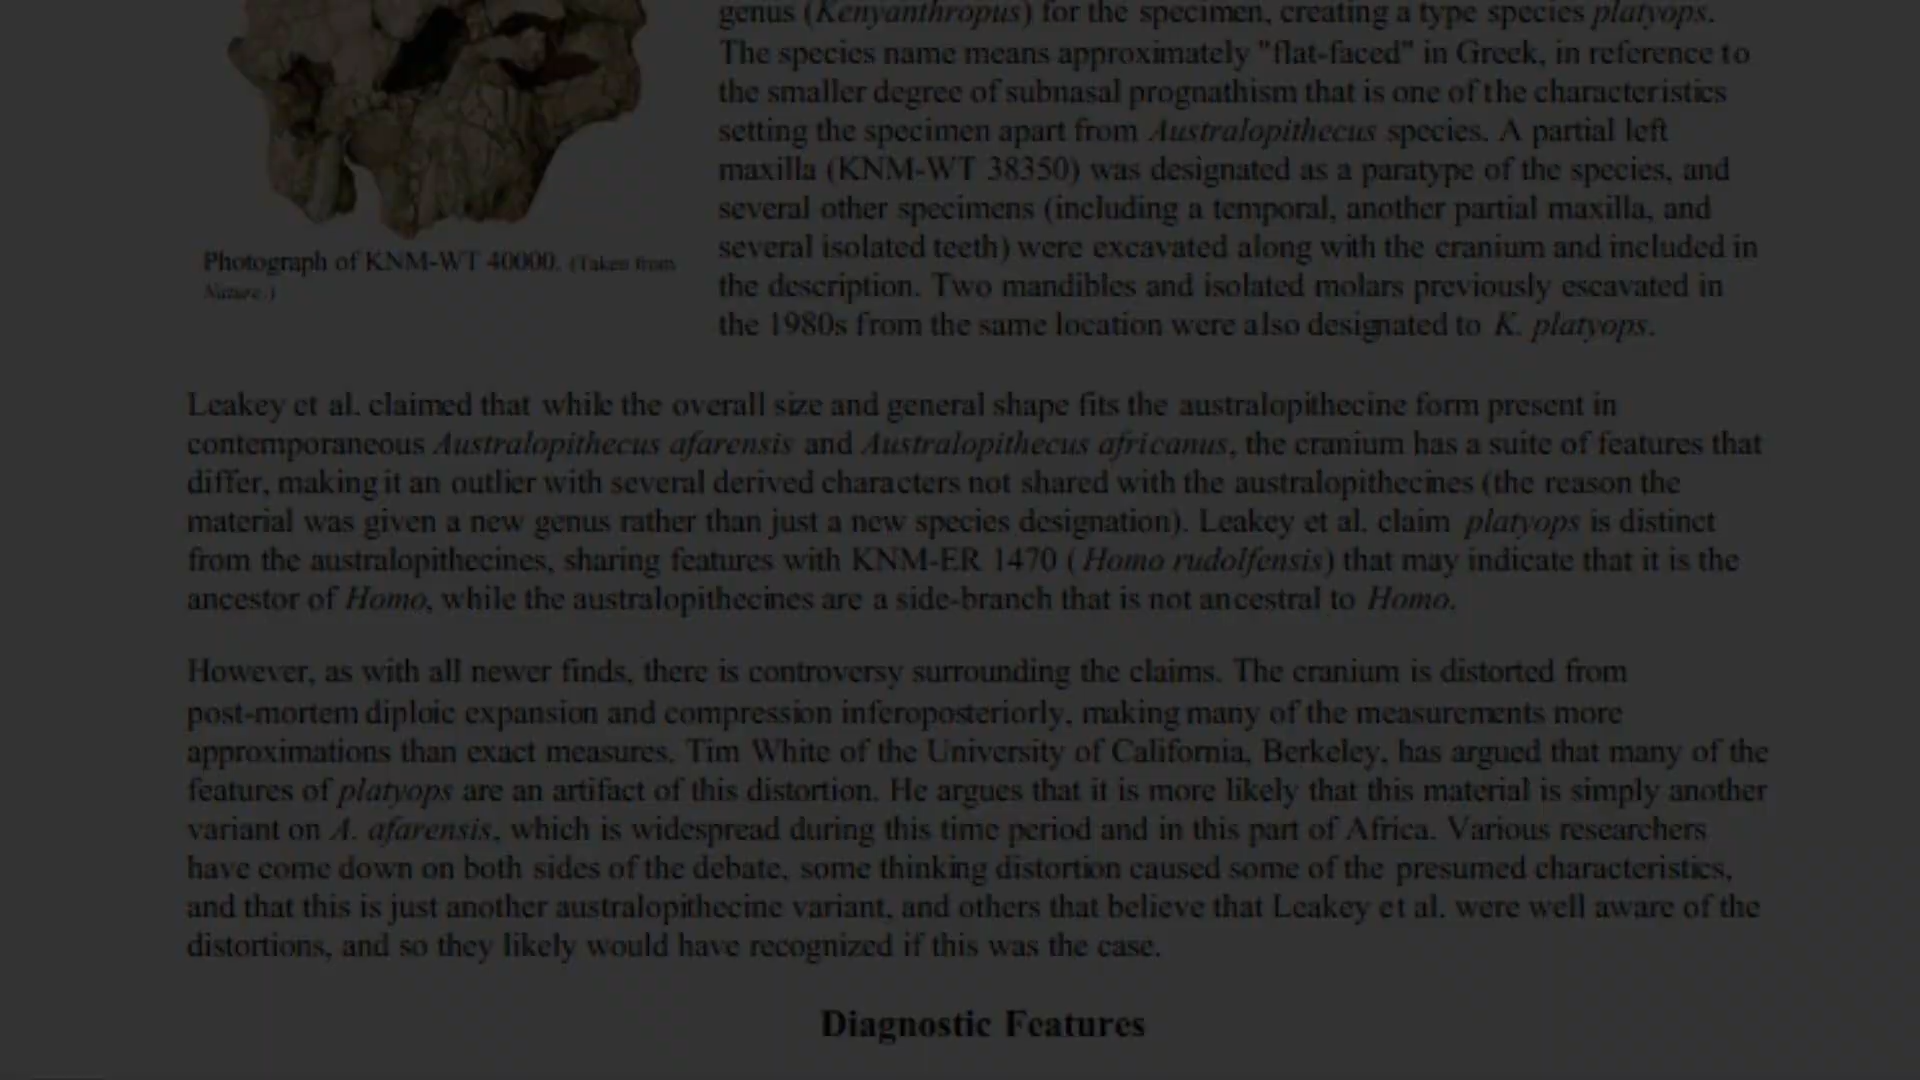 genus (Kenyanthropus) for the specimen, creating a type species platyops.
The species name means approximately "flat-faced" in Greek, in reference to
the smaller degree of subnasal prognathism that is one of the characteristics
setting the specimen apart from Australopithecus species. A partial left
maxilla (KNM-WT 38350) was designated as a paratype of the species, and
several other specimens (including a temporal, another partial maxilla, and
several isolated teeth) were excavated along with the cranium and included in
the description. Two mandibles and isolated molars previously escavated in
the 1980s from the same location were also designated to K. platyops.
Photograph of KNM-WT 40000. (Taken from
Nature.)
Leakey et al. claimed that while the overall size and general shape fits the australopithecine form present in
contemporaneous Australopithecus afarensis and Australopithecus africanus, the cranium has a suite of features that
differ, making it an outlier with several derived characters not shared with the australopithecines (the reason the
material was given a new genus rather than just a new species designation). Leakey et al. claim platyops is distinct
from the australopithecines, sharing features with KNM-ER 1470 (Homo rudolfensis) that may indicate that it is the
ancestor of Homo, while the australopithecines are a side-branch that is not ancestral to Homo.
However, as with all newer finds, there is controversy surrounding the claims. The cranium is distorted from
post-mortem diploic expansion and compression inferoposteriorly, making many of the measurements more
approximations than exact measures. Tim White of the University of California, Berkeley, has argued that many of the
features of platyops are an artifact of this distortion. He argues that it is more likely that this material is simply another
variant on A. afarensis, which is widespread during this time period and in this part of Africa. Various researchers
have come down on both sides of the debate, some thinking distortion caused some of the presumed characteristics,
and that this is just another australopithecine variant, and others that believe that Leakey et al. were well aware of the
distortions, and so they likely would have recognized if this was the case.
Diagnostic Features